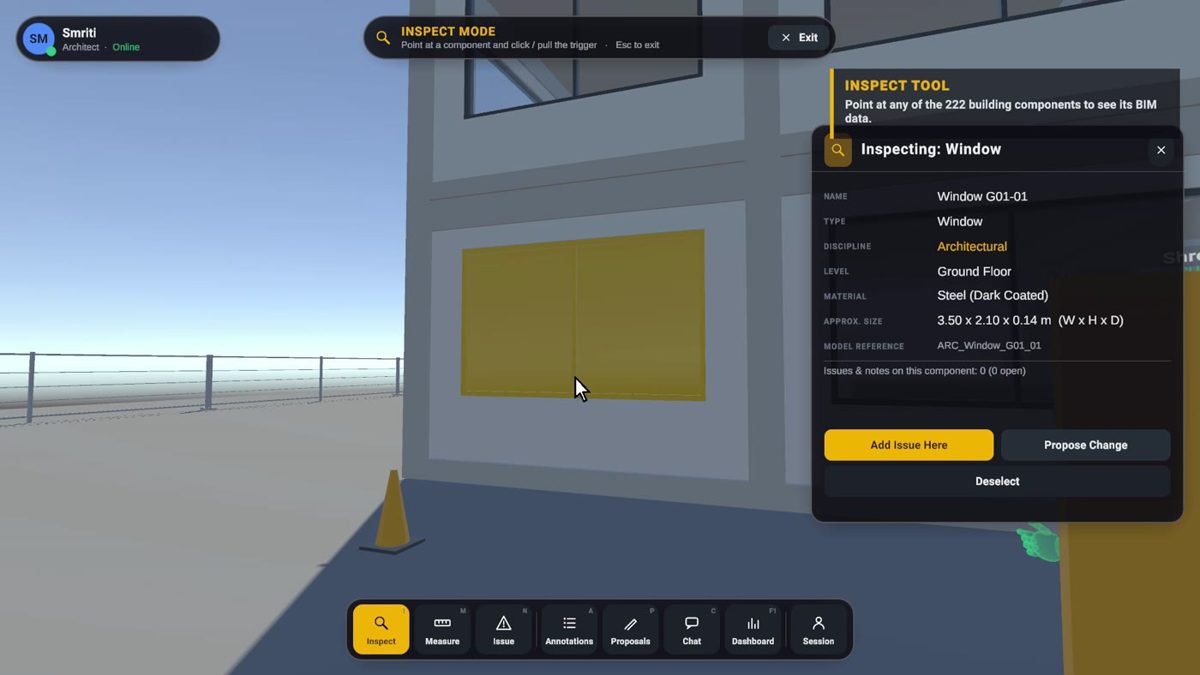 SM
Smriti
Architect · Online
INSPECT MODE
Point at a component and click / pull the trigger · Esc to exit
Exit
INSPECT TOOL
Point at any of the 222 building components to see its BIM
data.
Inspecting: Window
NAME Window G01-01
TYPE Window
DISCIPLINE Architectural
LEVEL Ground Floor
MATERIAL Steel (Dark Coated)
APPROX. SIZE 3.50 x 2.10 x 0.14 m (W x H x D)
MODEL REFERENCE ARC_Window_G01_01
Issues & notes on this component: 0 (0 open)
Add Issue Here
Propose Change
Deselect
I
Inspect
M
Measure
N
Issue
A
Annotations
P
Proposals
C
Chat
F1
Dashboard
Session